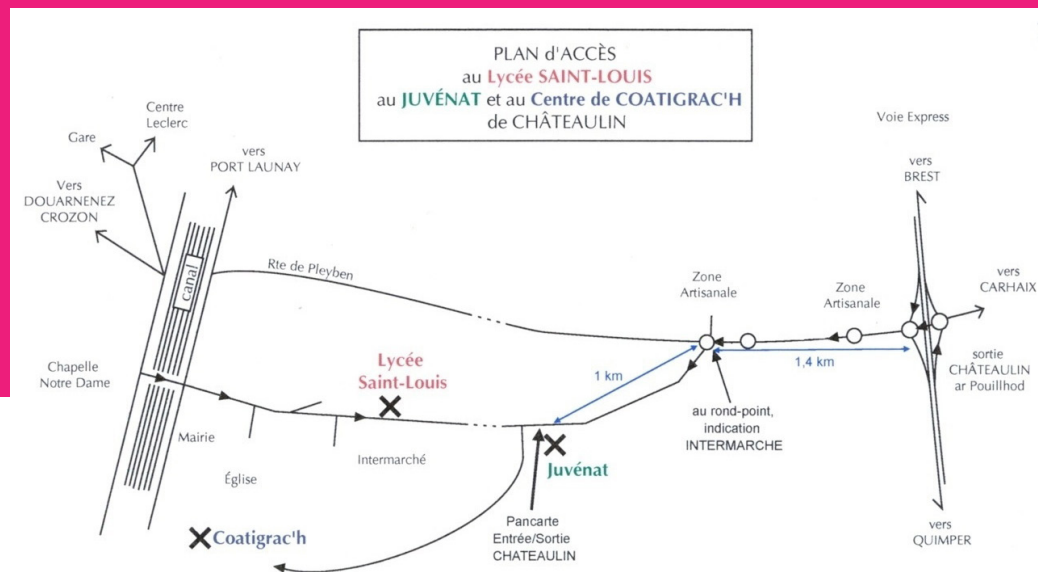 PLAN d'ACCÈS
au Lycée SAINT-LOUIS
au JUVÉNAT et au Centre de COATIGRAC'H
de CHÂTEAULIN
Centre
Leclerc
Gare
vers
PORT LAUNAY
Vers
DOUARNENEZ
CROZON
canal
Rte de Pleyben
Voie Express
vers
BREST
Zone
Artisanale
Zone
Artisanale
vers
CARHAIX
1,4 km
1 km
sortie
CHÂTEAULIN
ar Pouillhod
Chapelle
Notre Dame
Lycée
Saint-Louis
au rond-point,
indication
INTERMARCHE
Mairie
Intermarché
Église
Juvénat
Coatigrac'h
Pancarte
Entrée/Sortie
CHATEAULIN
vers
QUIMPER